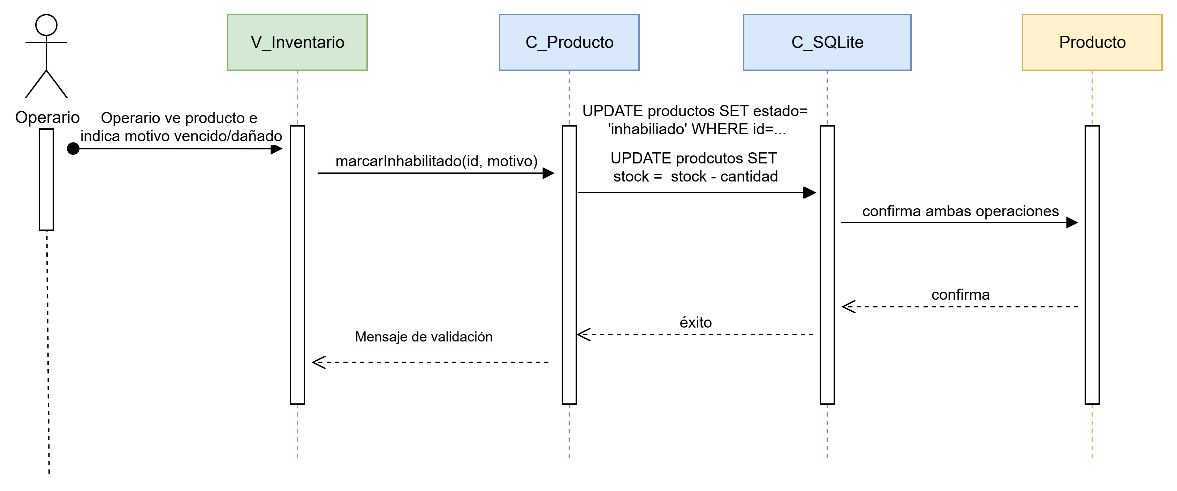 V_Inventario
C_Producto
C_SQLite
Producto
Operario
Operario ve producto e
indica motivo vencido/dañado
UPDATE productos SET estado=
'inhabiliado' WHERE id=...
marcarInhabilitado(id, motivo)
UPDATE prodcutos SET
stock = stock - cantidad
confirma ambas operaciones
confirma
éxito
Mensaje de validación